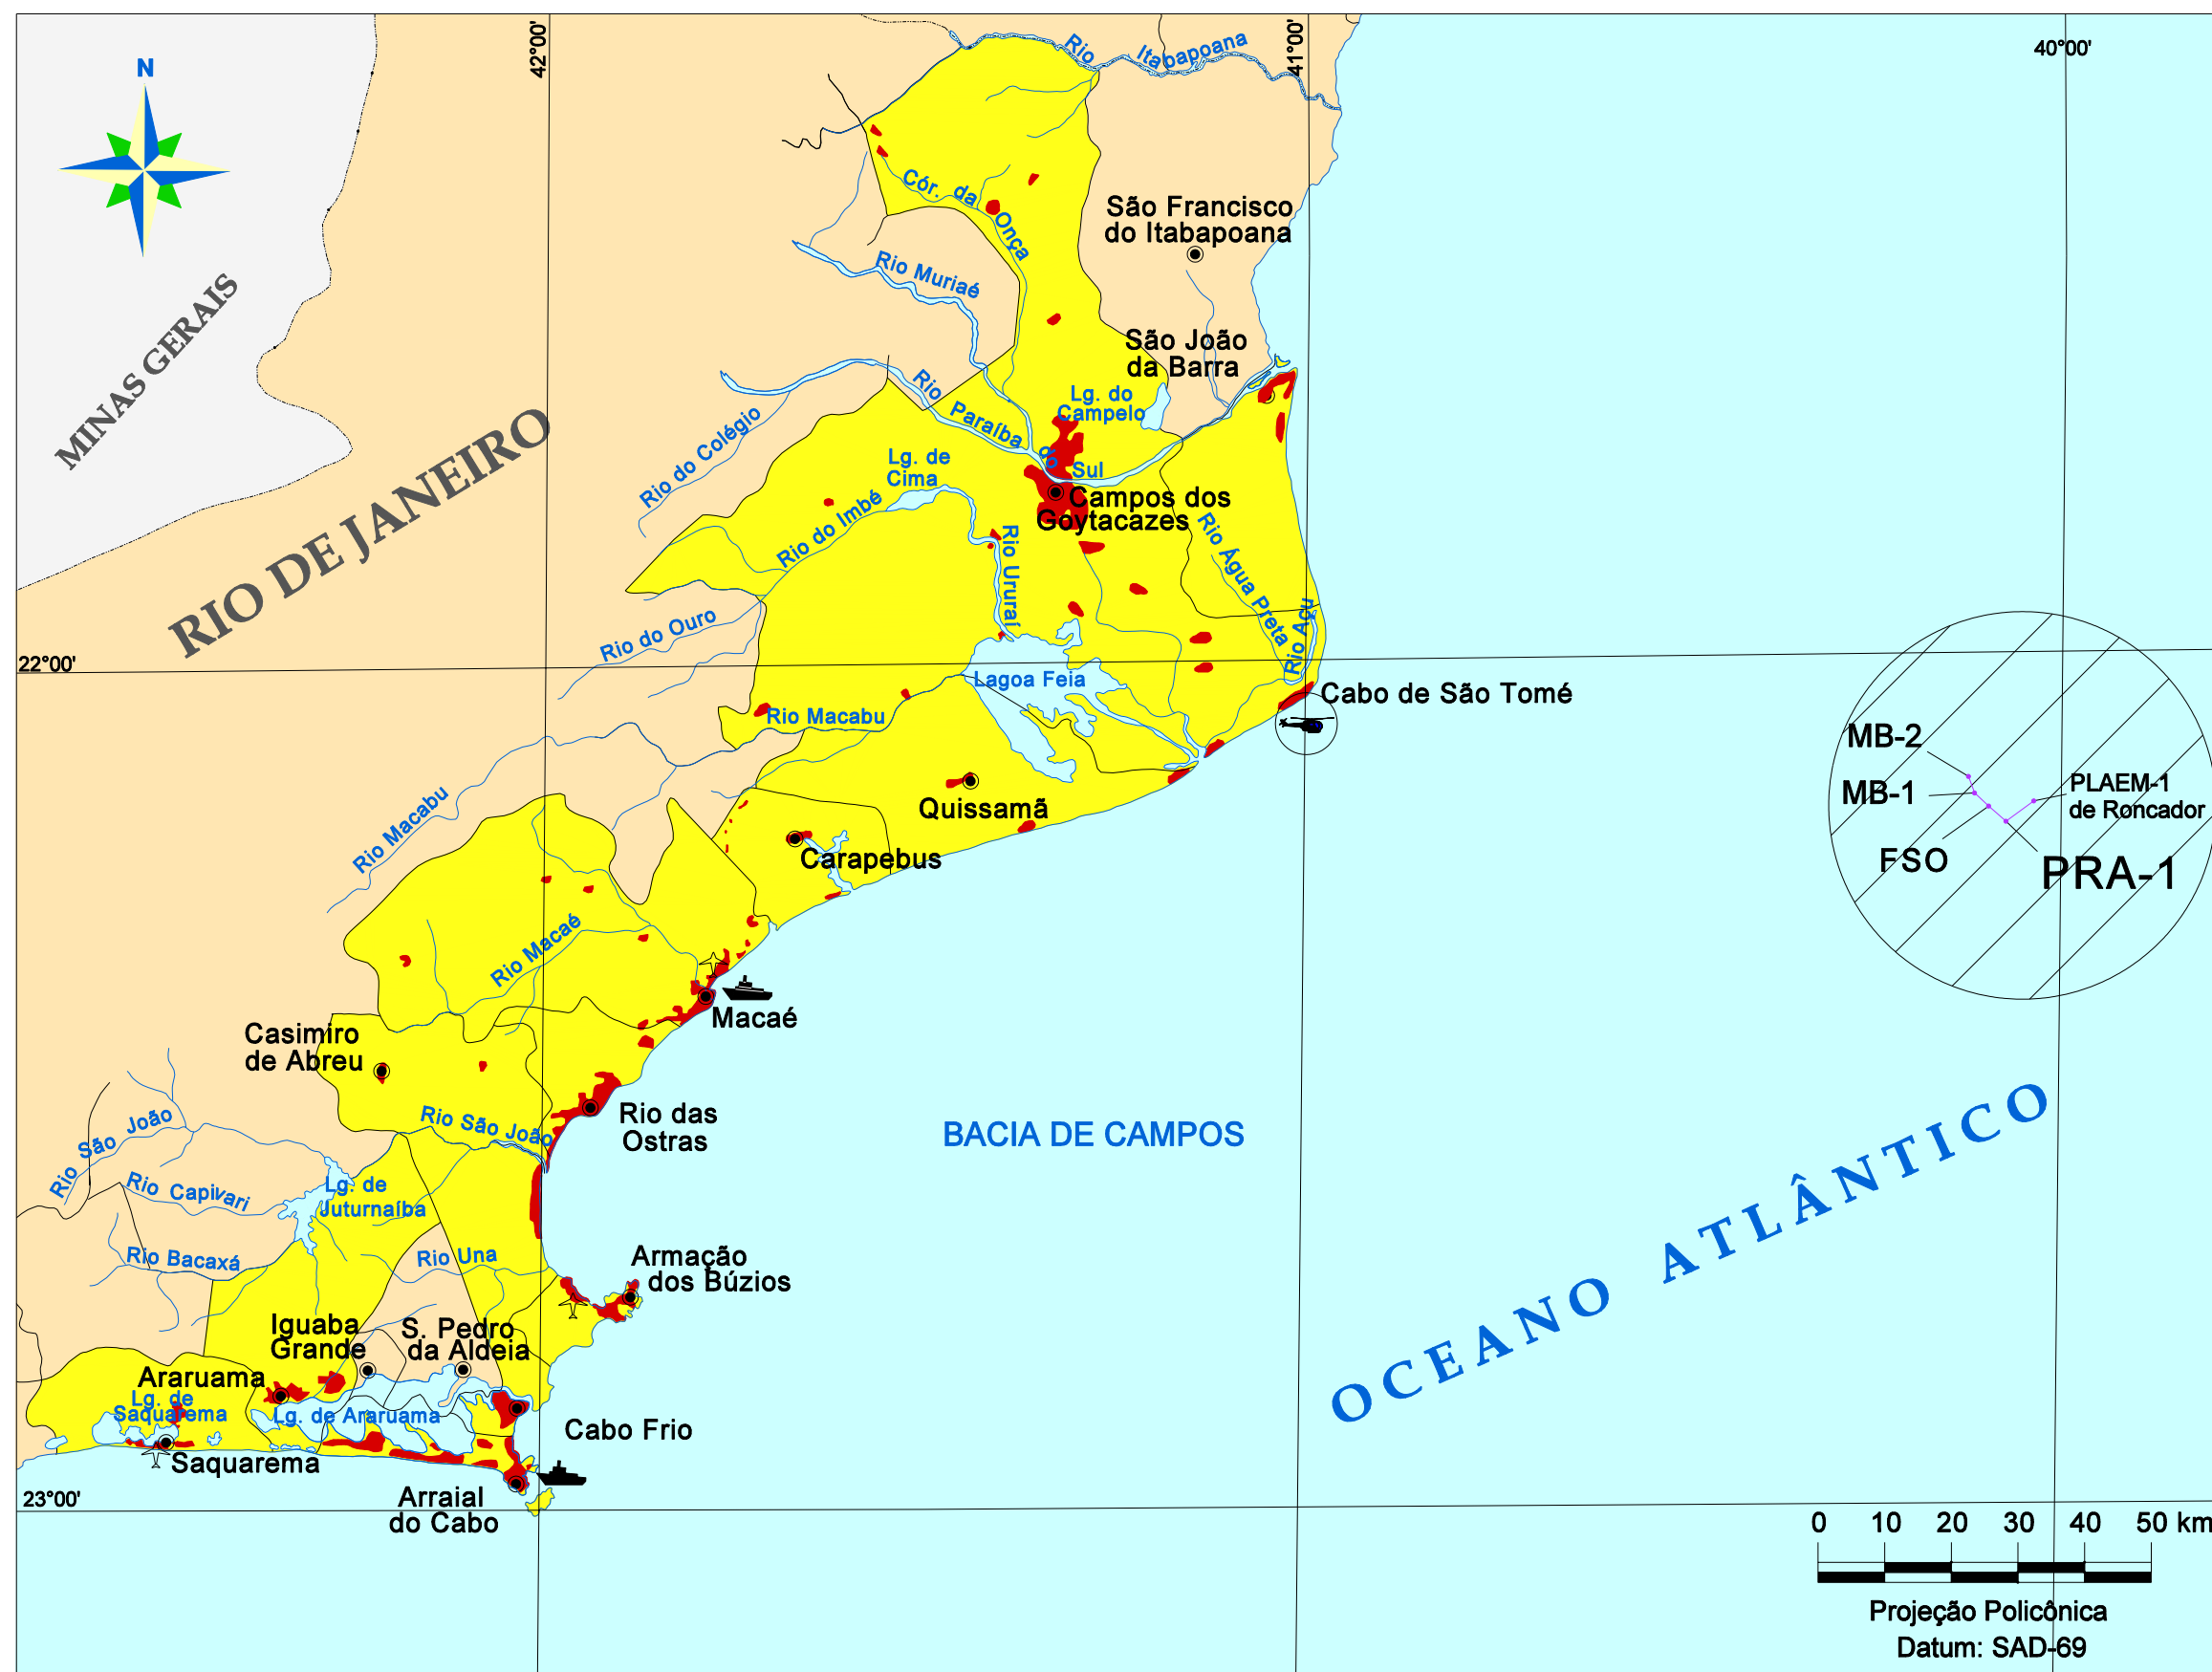 42°00'
41°00'
40°00'
N
Rio
Itabapoana
MINAS GERAIS
RIO DE JANEIRO
Cór. da Onça
São Francisco
do Itabapoana
Rio Muriaé
São João
da Barra
Rio Paraíba do Sul
Lg. do
Campelo
Rio do Colégio
Lg. de
Cima
Rio do Imbé
Campos dos
Goytacazes
Rio Ururaí
Rio Água Preta
Rio Açu
Rio do Ouro
22°00'
Lagoa Feia
Cabo de São Tomé
Rio Macabu
Rio Macabu
MB-2
MB-1
FSO
PLAEM-1
de Roncador
PRA-1
Quissamã
Carapebus
Rio Macaé
Macaé
Casimiro
de Abreu
Rio das
Ostras
Rio São João
Rio São João
BACIA DE CAMPOS
OCEANO ATLÂNTICO
Rio Capivari
Lg. de
Juturnaíba
Rio Bacaxá
Rio Una
Armação
dos Búzios
Iguaba
Grande
S. Pedro
da Aldeia
Araruama
Lg. de
Saquarema
Lg. de Araruama
Cabo Frio
Saquarema
Arraial
do Cabo
23°00'
0 10 20 30 40 50 km
Projeção Policônica
Datum: SAD-69